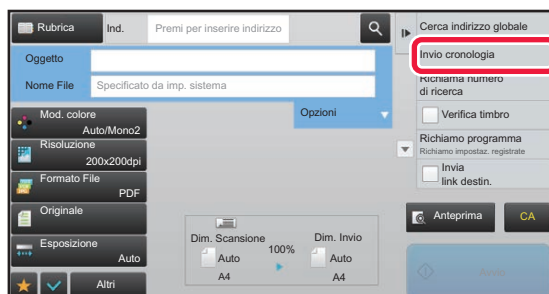 Rubrica
Ind.
Premi per inserire indirizzo
Oggetto
Nome File
Specificato da imp. sistema
Opzioni
Mod. colore
Auto/Mono2
Risoluzione
200x200dpi
Formato File
PDF
Originale
Esposizione
Auto
Altri
Dim. Scansione
Auto
A4
100%
Dim. Invio
Auto
A4
Cerca indirizzo globale
Invio cronologia
Richiama numero
di ricerca
Verifica timbro
Richiamo programma
Richiamo impostaz. registrate
Invia
link destin.
Anteprima
CA
Avvio